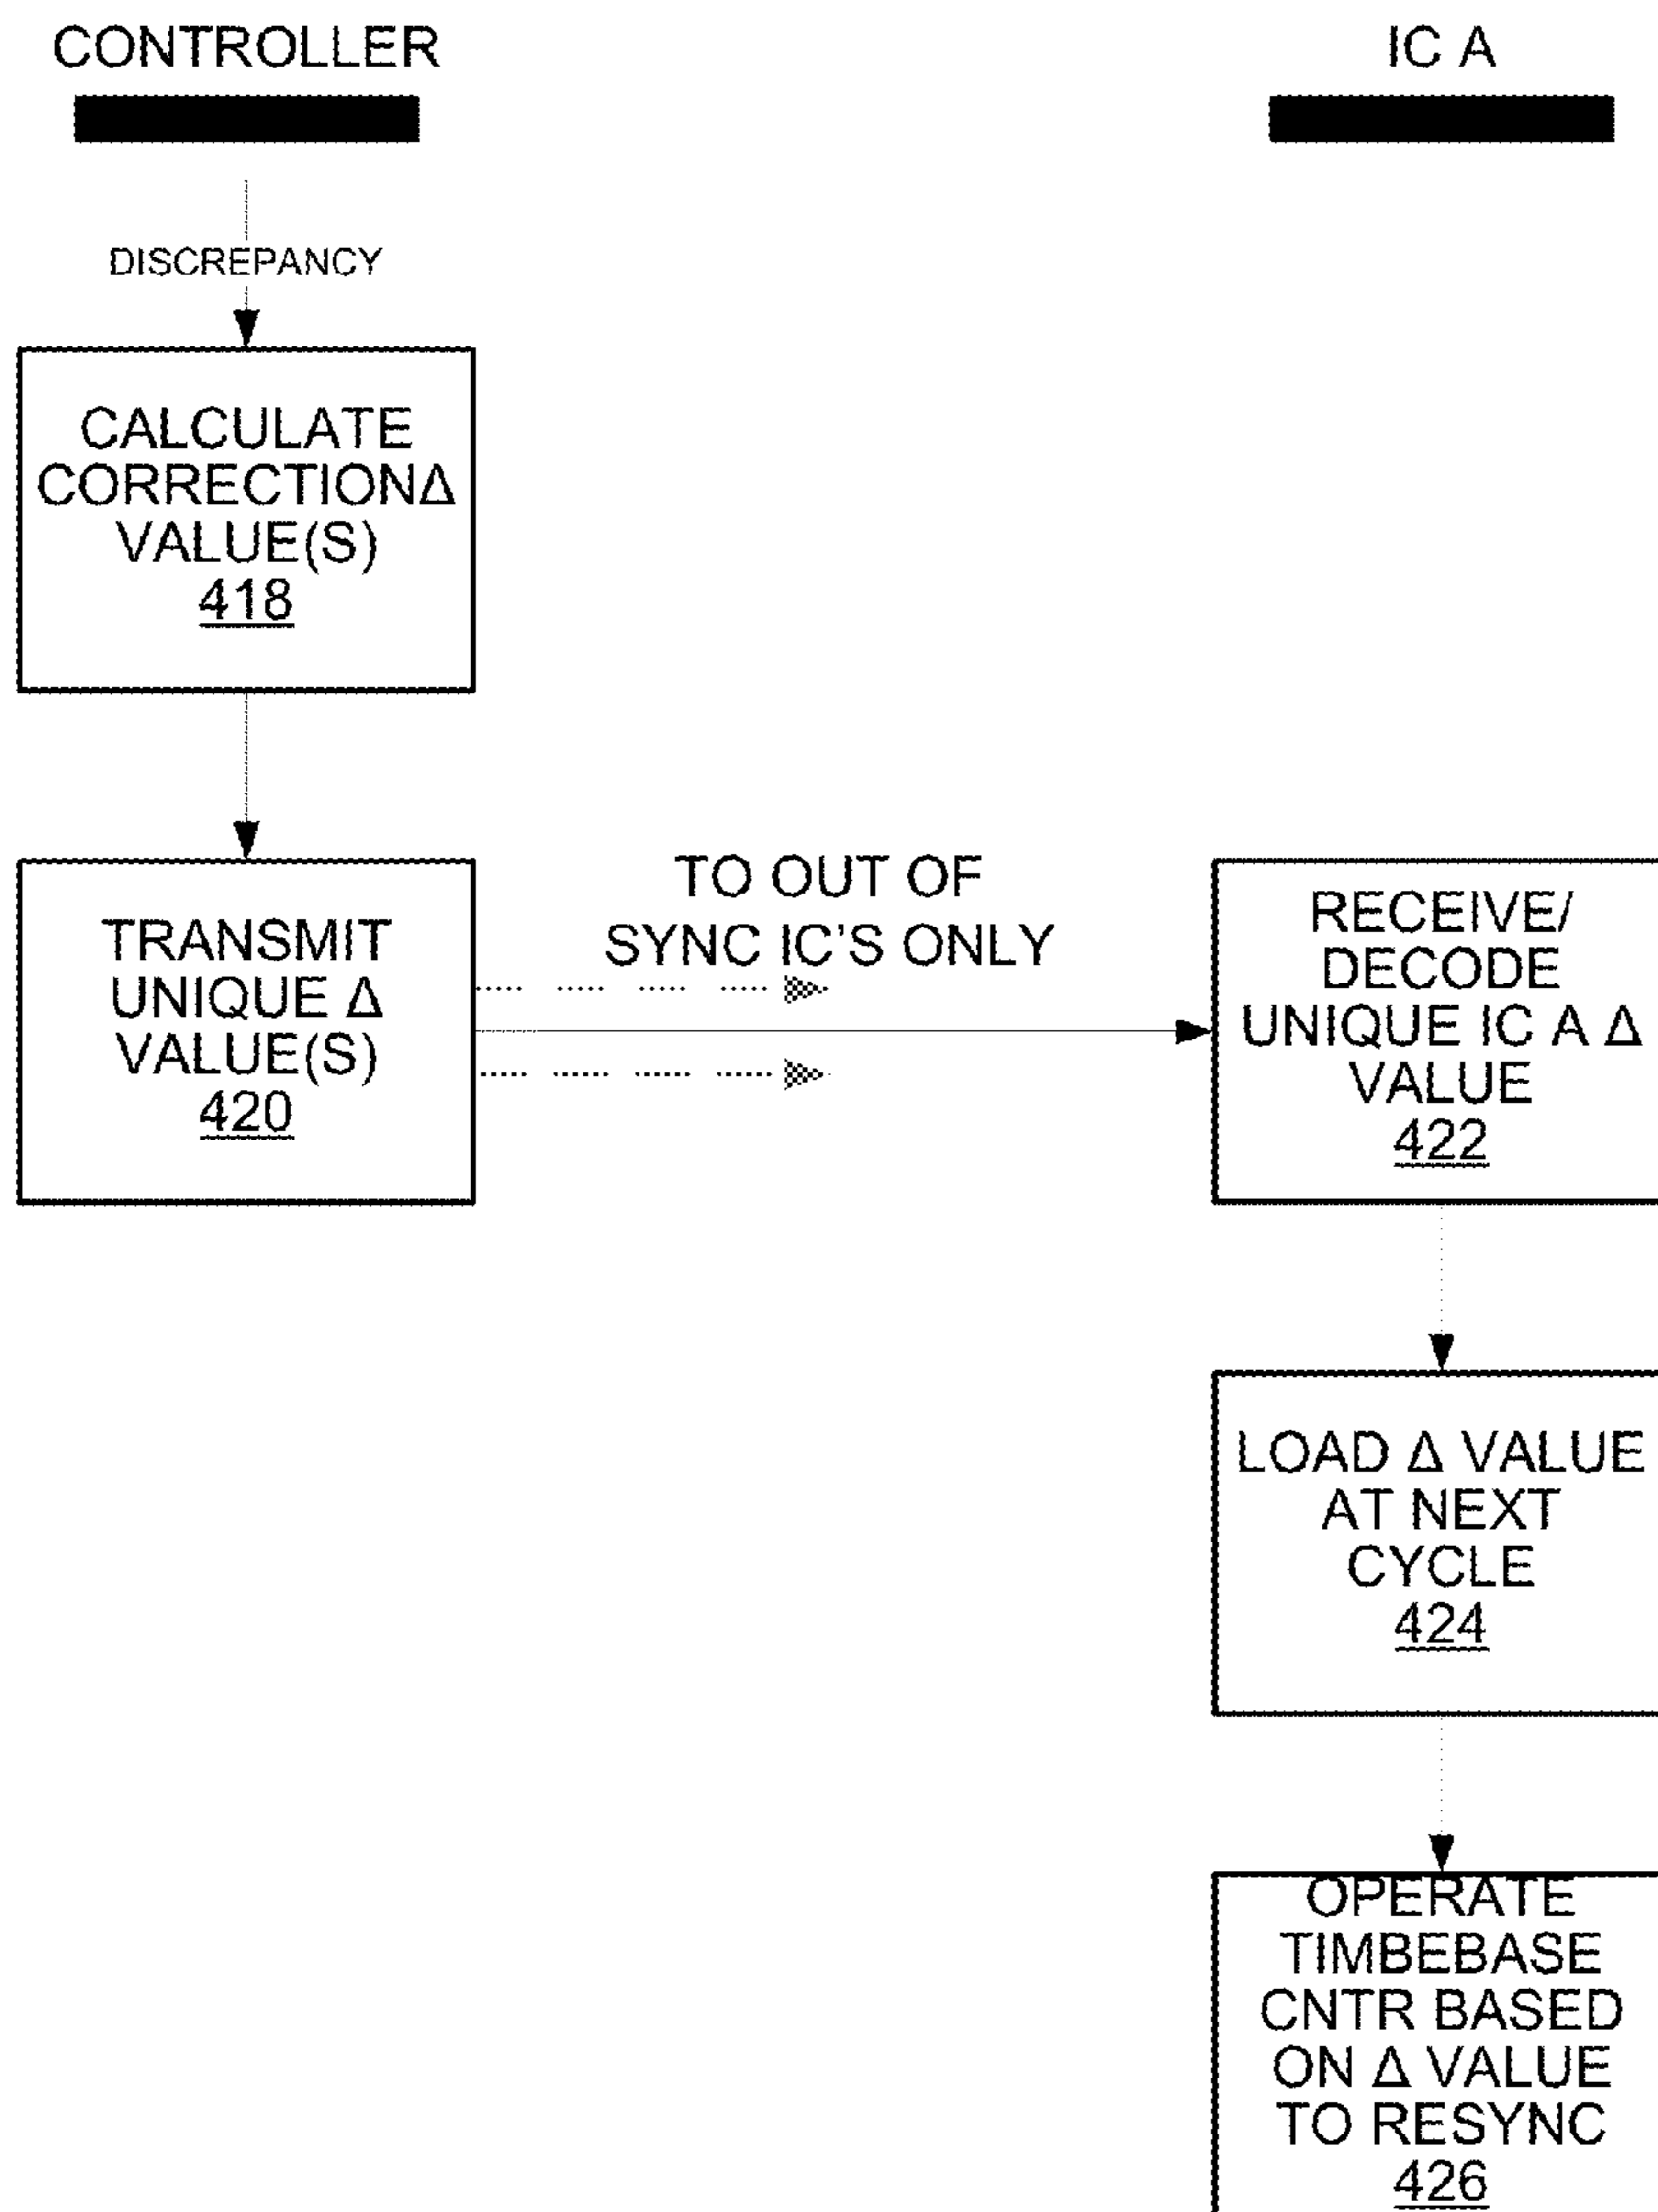 CONTROLLER
IC A
DISCREPANCY
CALCULATE
CORRECTIONΔ
VALUE(S)
418
TRANSMIT
UNIQUE Δ
VALUE(S)
420
TO OUT OF
SYNC IC'S ONLY
RECEIVE/
DECODE
UNIQUE IC A Δ
VALUE
422
LOAD Δ VALUE
AT NEXT
CYCLE
424
OPERATE
TIMBEBASE
CNTR BASED
ON Δ VALUE
TO RESYNC
426